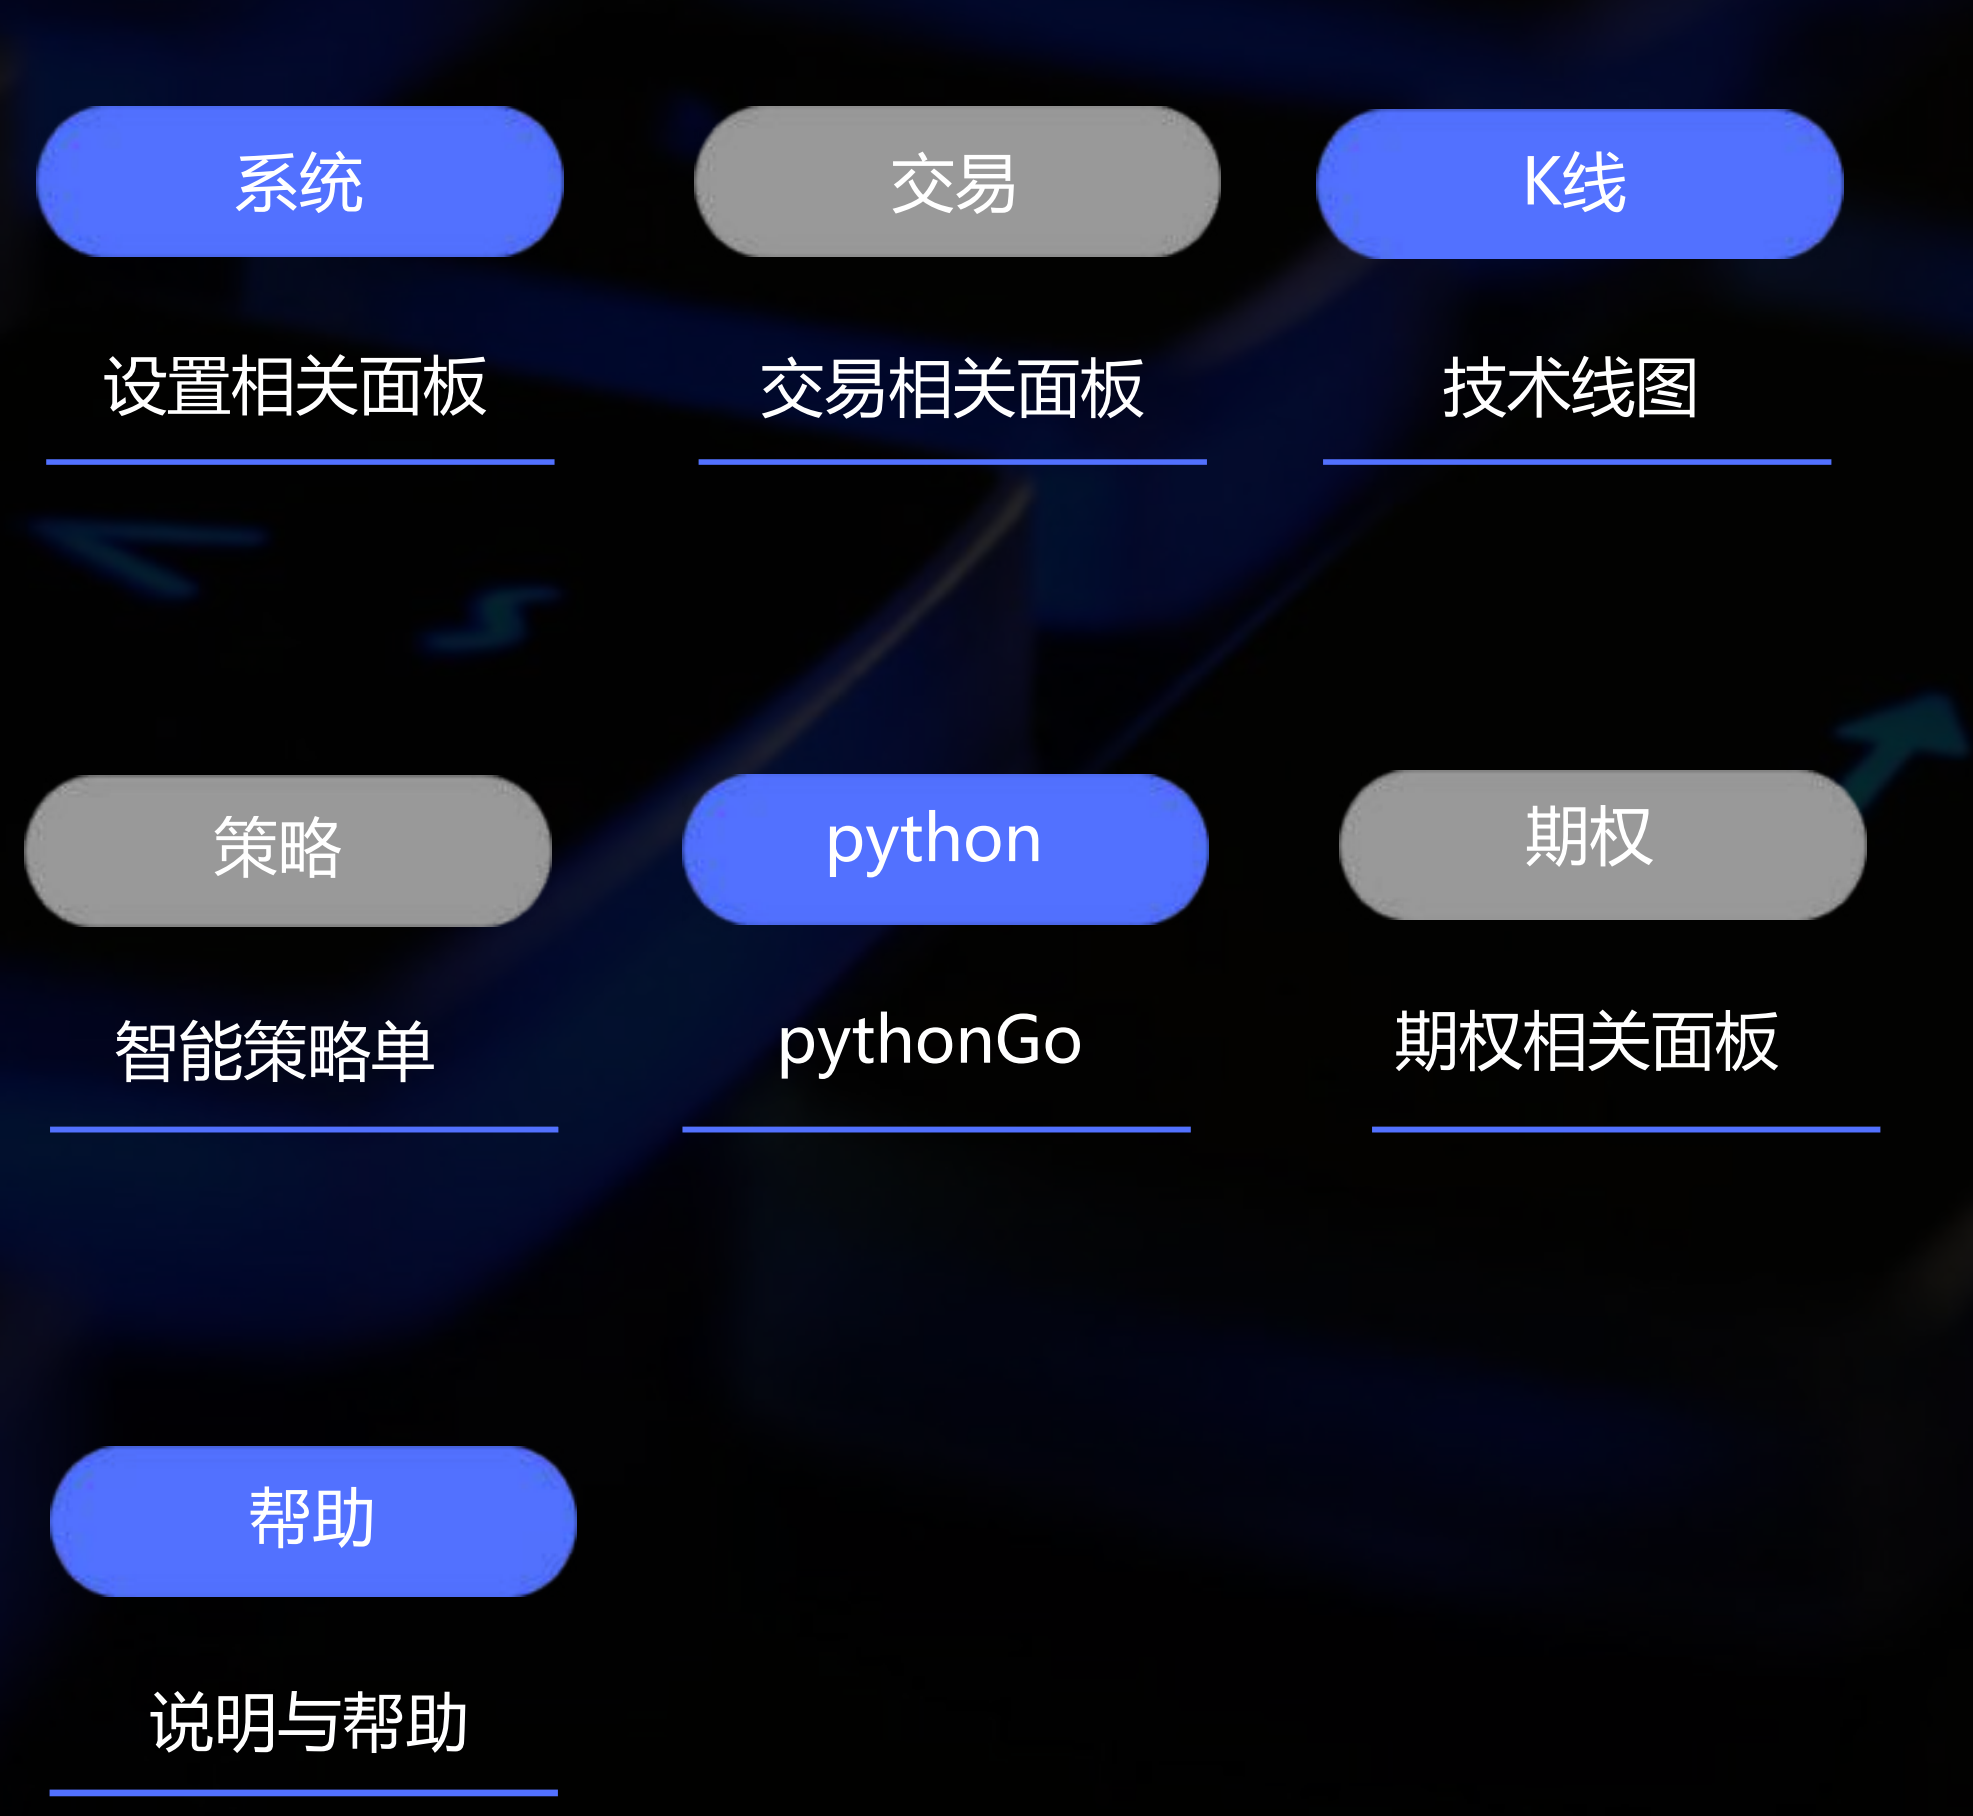 系统
交易
K线
设置相关面板
交易相关面板
技术线图
策略
python
期权
智能策略单
pythonGo
期权相关面板
帮助
说明与帮助